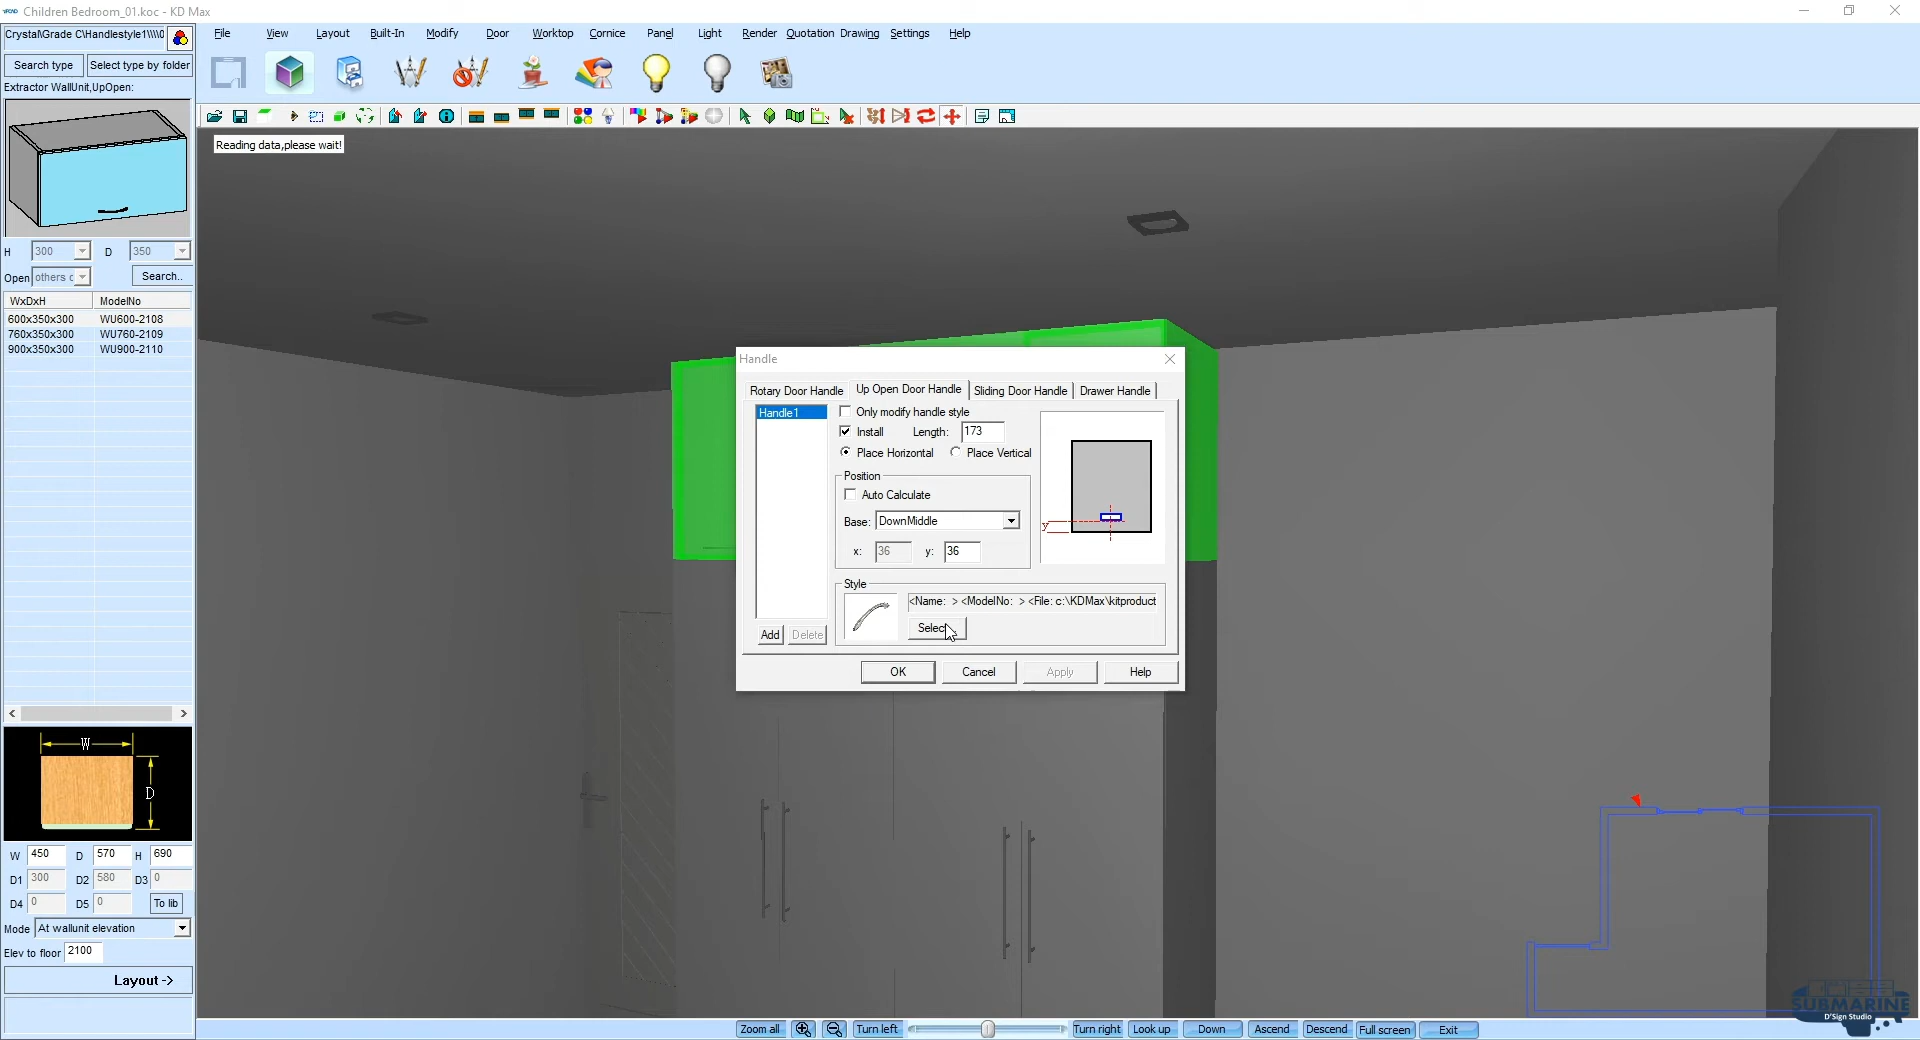 Children Bedroom_01.koc - KD Max
Crystal\Grade C\Handlestyle1\\\\0
File View Layout Built-In Modify Door Worktop Cornice Panel Light Render Quotation Drawing Settings Help
Search type Select type by folder
Extractor WallUnit,UpOpen:
Reading data,please wait!
H 300 D 350
Open others c Search..
WxDxH ModelNo
600x350x300 WU600-2108
760x350x300 WU760-2109
900x350x300 WU900-2110
W
D
W 450 D 570 H 690
D1 300 D2 580 D3 0
D4 0 D5 0 To lib
Mode At wallunit elevation
Elev to floor 2100
Layout ->
Handle
Rotary Door Handle Up Open Door Handle Sliding Door Handle Drawer Handle
Handle1
Only modify handle style
Install Length: 173
Place Horizontal Place Vertical
Position
Auto Calculate
Base: DownMiddle
x: 36 y: 36
y
Style
<Name: > <ModelNo: > <File: c:\KDMax\kitproduct
Select
Add Delete
OK Cancel Apply Help
SUBMARINE
D'Sign Studio
Zoom all Turn left Turn right Look up Down Ascend Descend Full screen Exit